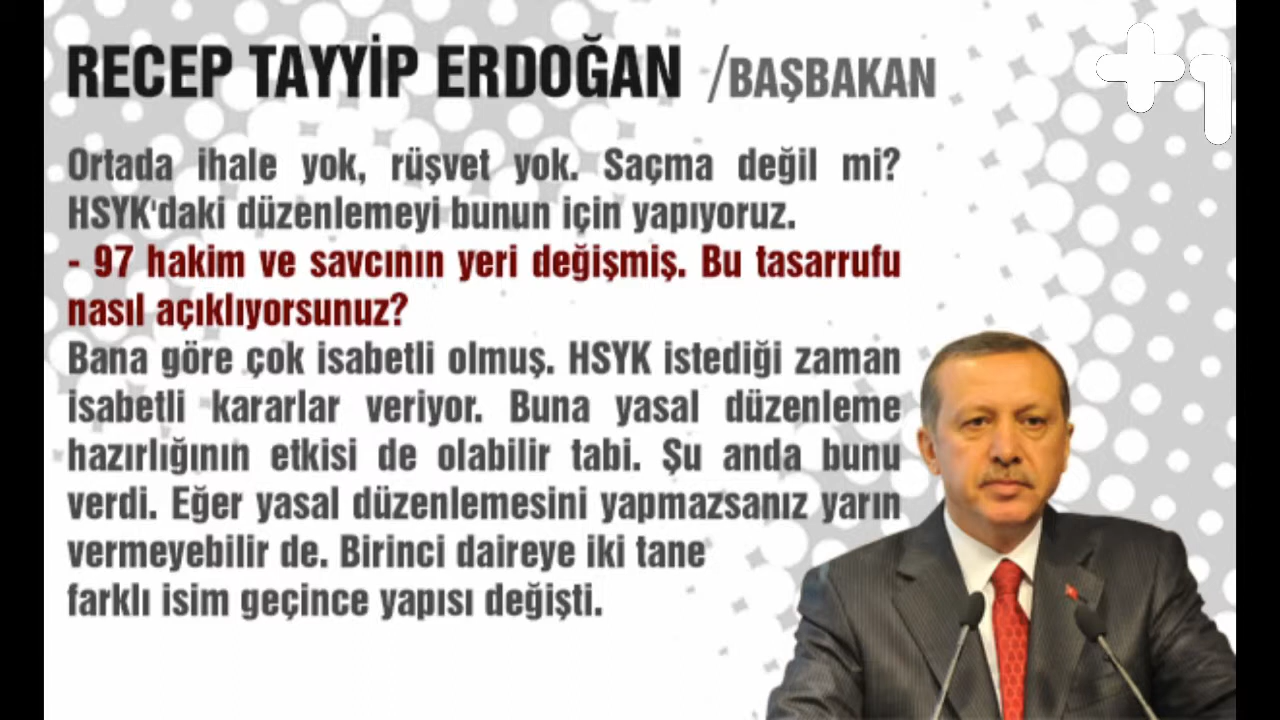 RECEP TAYYİP ERDOĞAN /BAŞBAKAN
+1
Ortada ihale yok, rüşvet yok. Saçma değil mi?
HSYK'daki düzenlemeyi bunun için yapıyoruz.
- 97 hakim ve savcının yeri değişmiş. Bu tasarrufu
nasıl açıklıyorsunuz?
Bana göre çok isabetli olmuş. HSYK istediği zaman
isabetli kararlar veriyor. Buna yasal düzenleme
hazırlığının etkisi de olabilir tabi. Şu anda bunu
verdi. Eğer yasal düzenlemesini yapmazsanız yarın
vermeyebilir de. Birinci daireye iki tane
farklı isim geçince yapısı değişti.